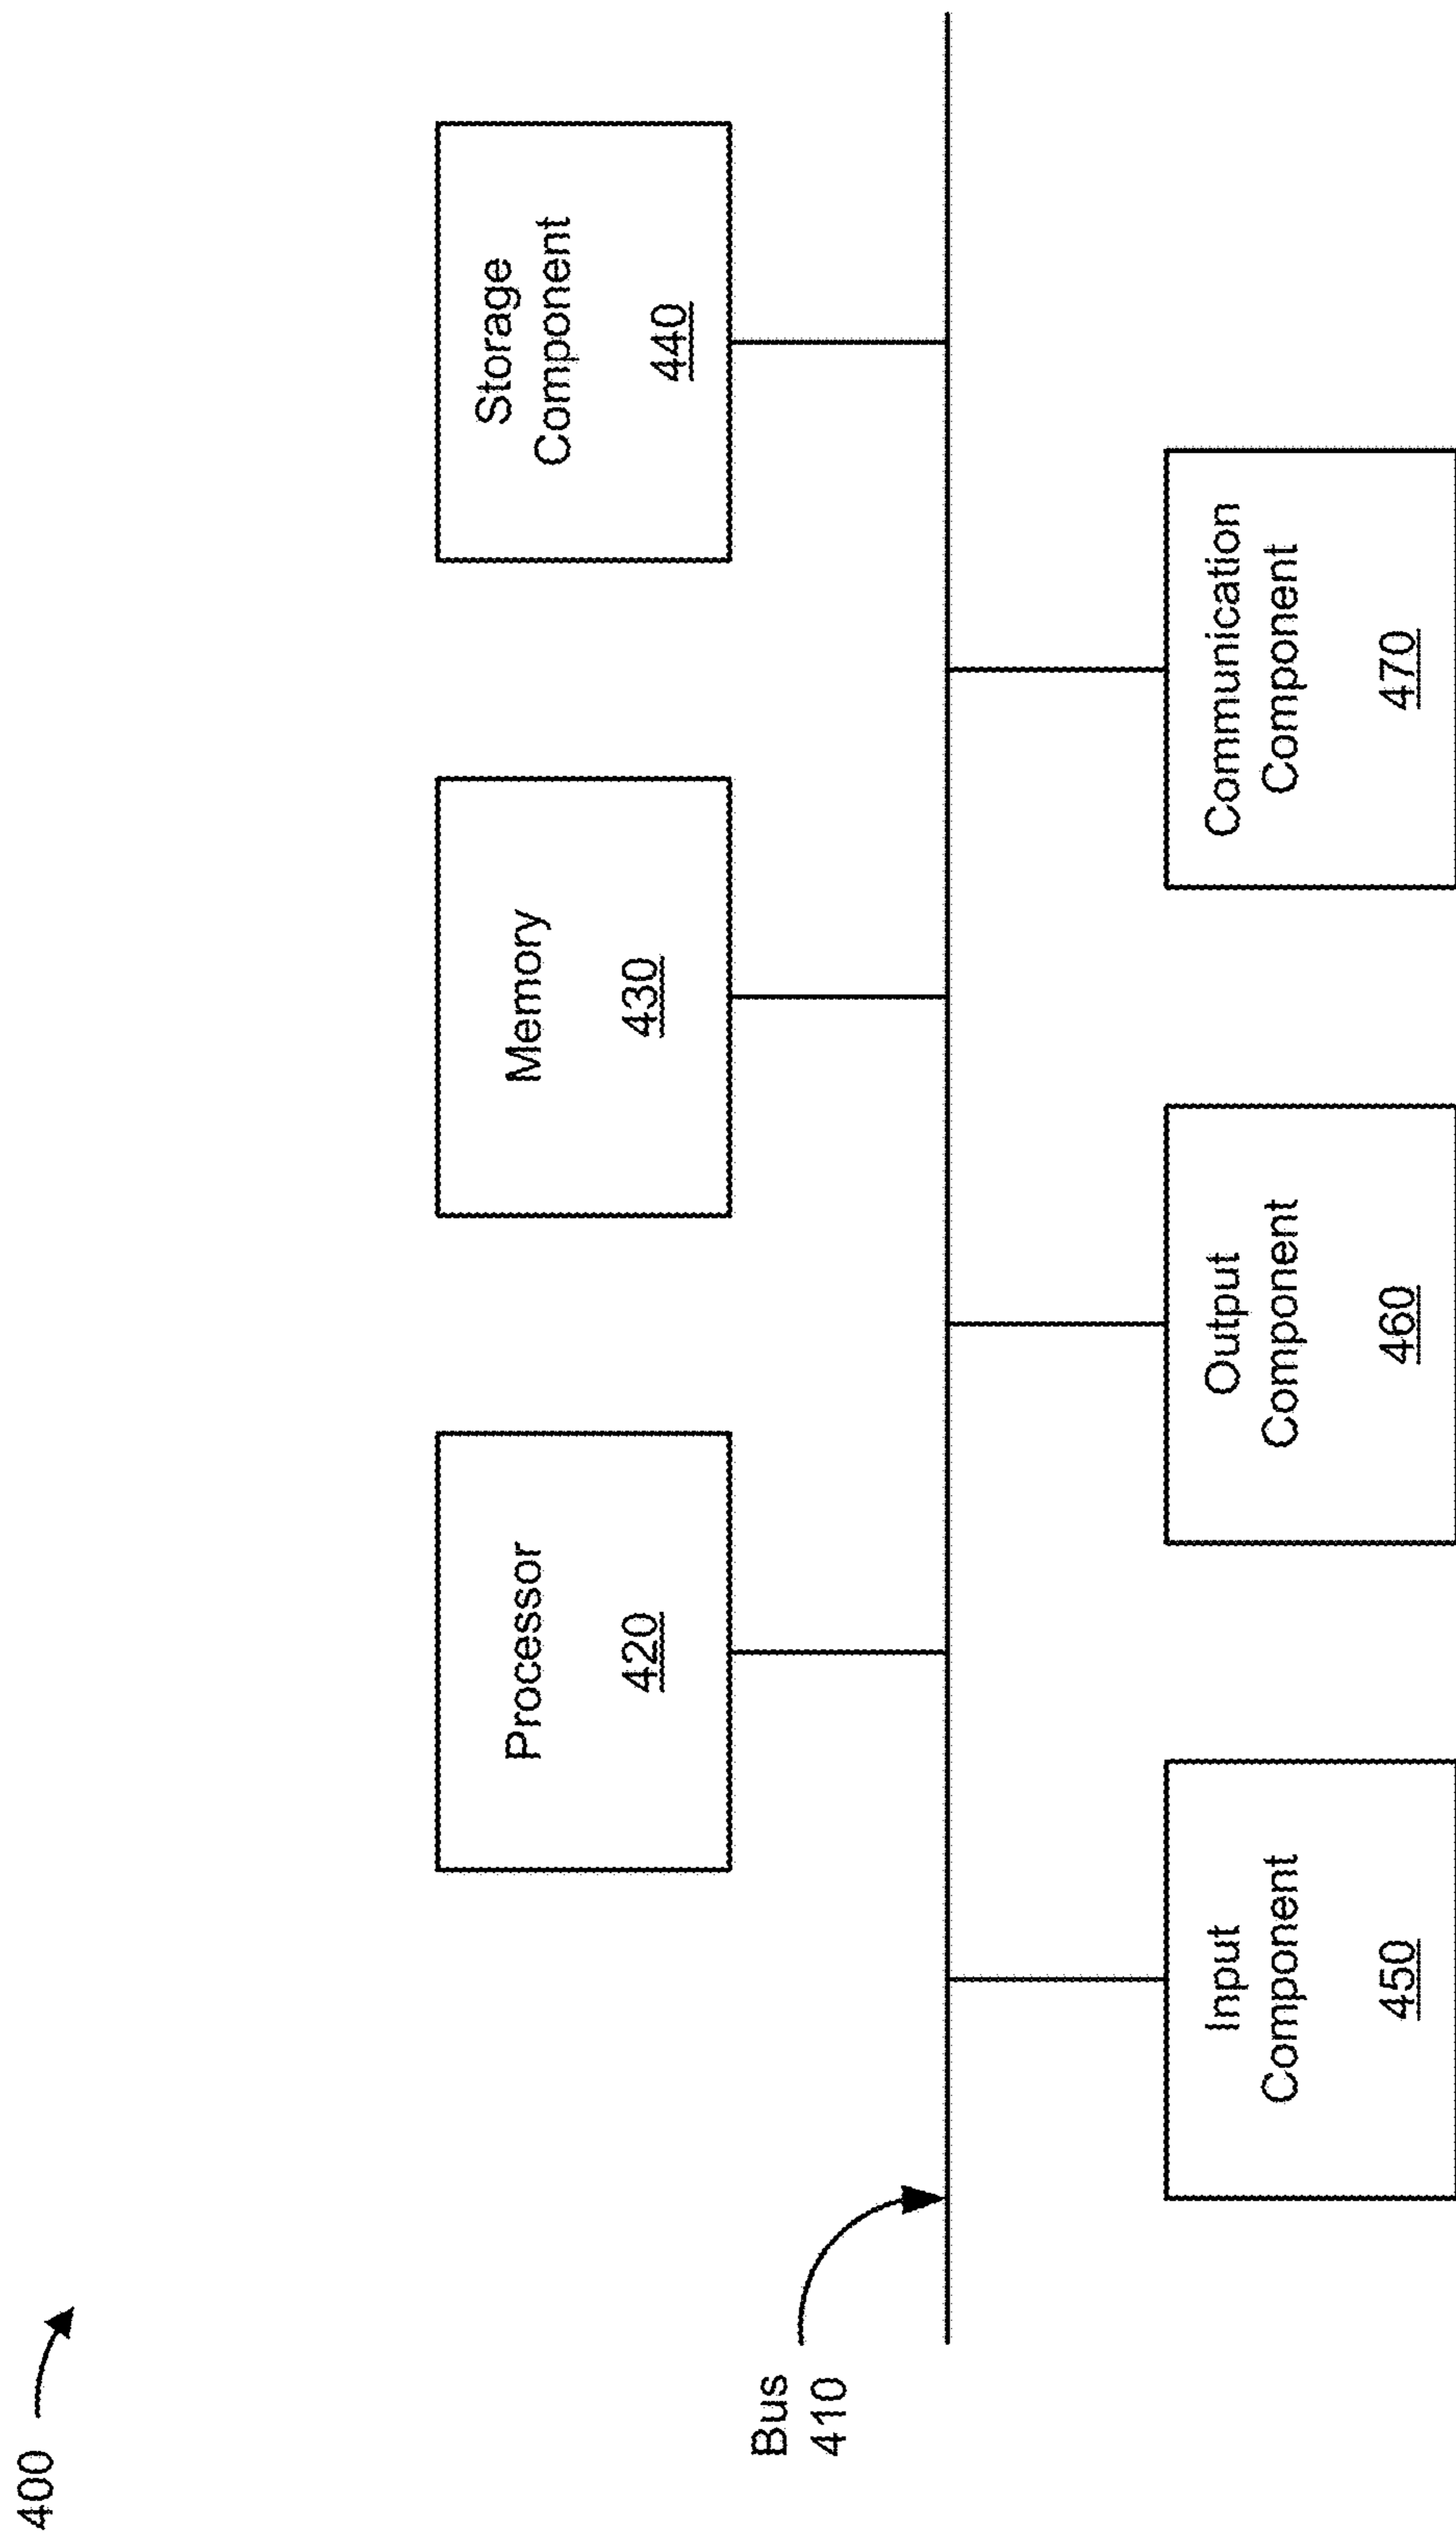 400
Bus
410
Processor
420
Memory
430
Storage
Component
440
Input
Component
450
Output
Component
460
Communication
Component
470